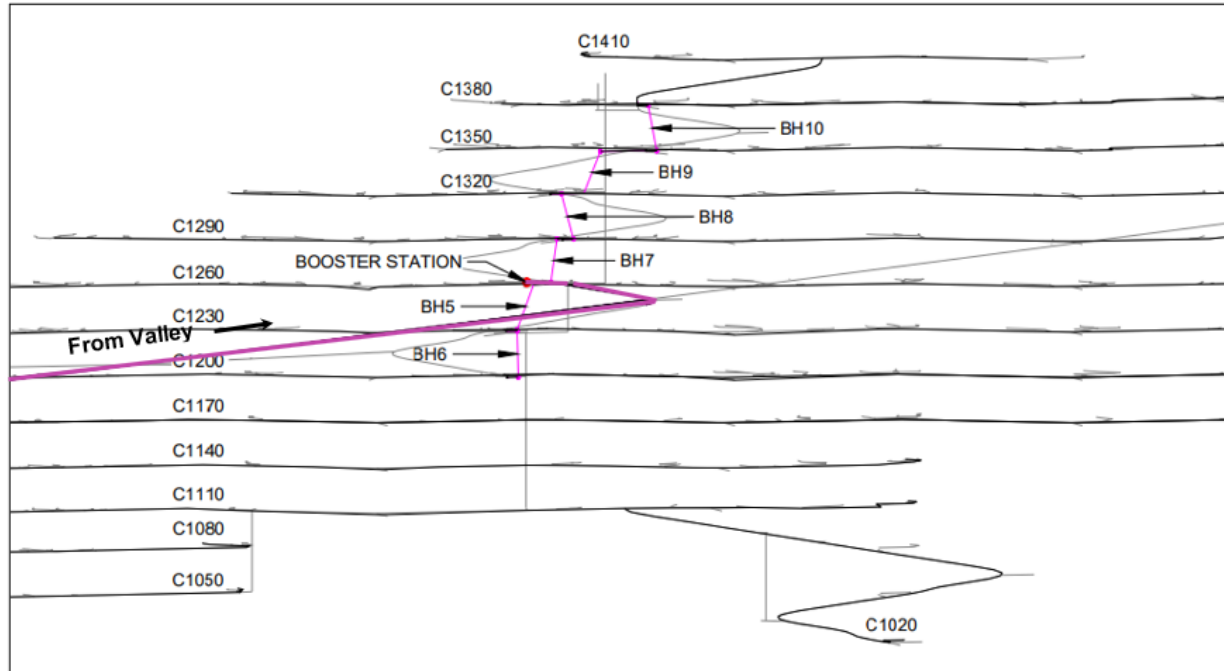 C1410
C1380
BH10
C1350
BH9
C1320
BH8
C1290
BOOSTER STATION
BH7
C1260
BH5
C1230
From Valley
BH6
C1200
C1170
C1140
C1110
C1080
C1050
C1020